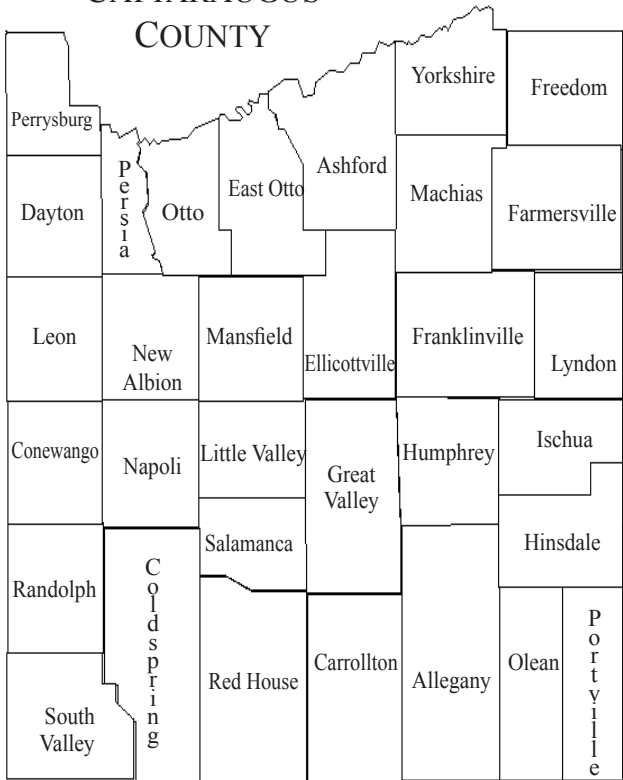 CATTARAUGUS
COUNTY
Yorkshire
Freedom
Perrysburg
Persia
Ashford
East Otto
Otto
Machias
Dayton
Farmersville
Leon
Mansfield
Franklinville
New
Albion
Ellicottville
Lyndon
Conewango
Napoli
Little Valley
Great
Valley
Humphrey
Ischua
Salamanca
Hinsdale
Randolph
Coldspring
Red House
Carrollton
Allegany
Olean
Portville
South
Valley